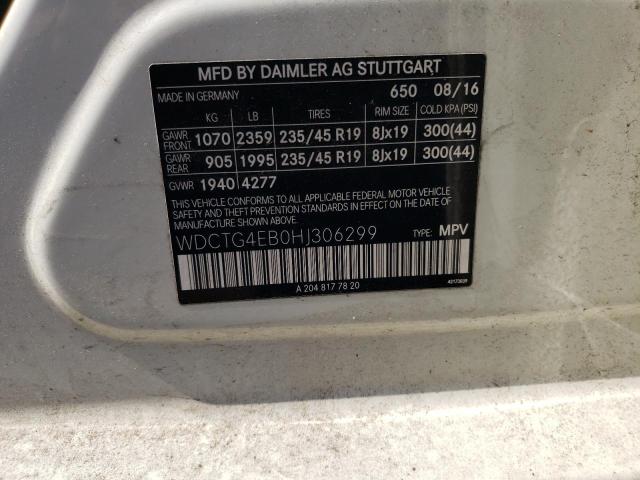 MFD BY DAIMLER AG STUTTGART
MADE IN GERMANY 650 08/16
KG LB TIRES RIM SIZE COLD KPA(PSI)
GAWR FRONT 1070 2359 235/45 R19 8Jx19 300(44)
GAWR REAR 905 1995 235/45 R19 8Jx19 300(44)
GVWR 1940 4277
THIS VEHICLE CONFORMS TO ALL APPLICABLE FEDERAL MOTOR VEHICLE
SAFETY AND THEFT PREVENTION STANDARDS IN EFFECT ON THE DATE OF
MANUFACTURE SHOWN ABOVE.
WDCTG4EB0HJ306299 TYPE: MPV
A 204 817 78 20